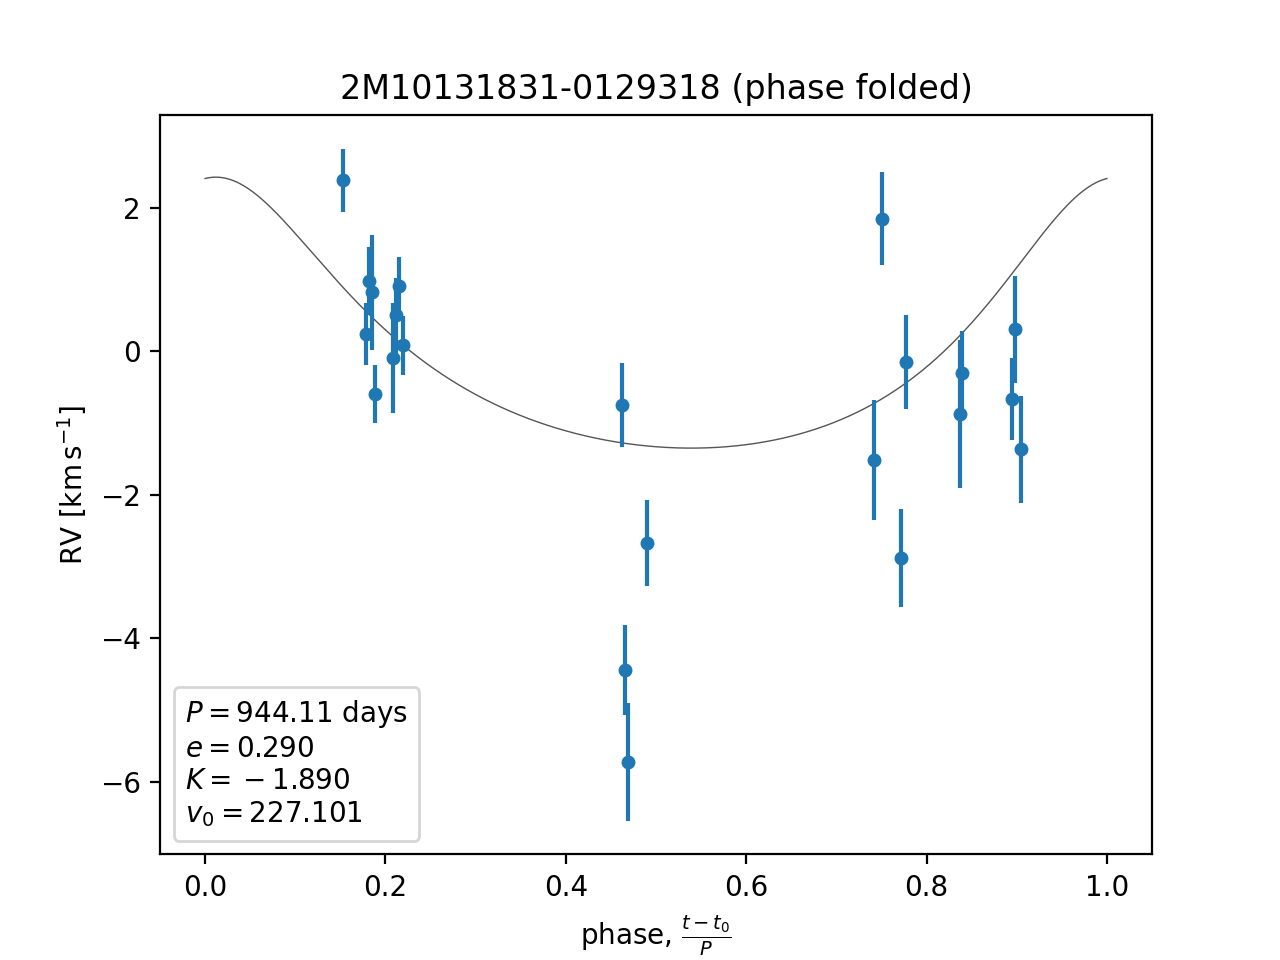 2M10131831-0129318 (phase folded)
RV [km s⁻¹]
2
0
−2
−4
−6
P = 944.11 days
e = 0.290
K = −1.890
v₀ = 227.101
0.0 0.2 0.4 0.6 0.8 1.0
phase, (t − t₀)/P